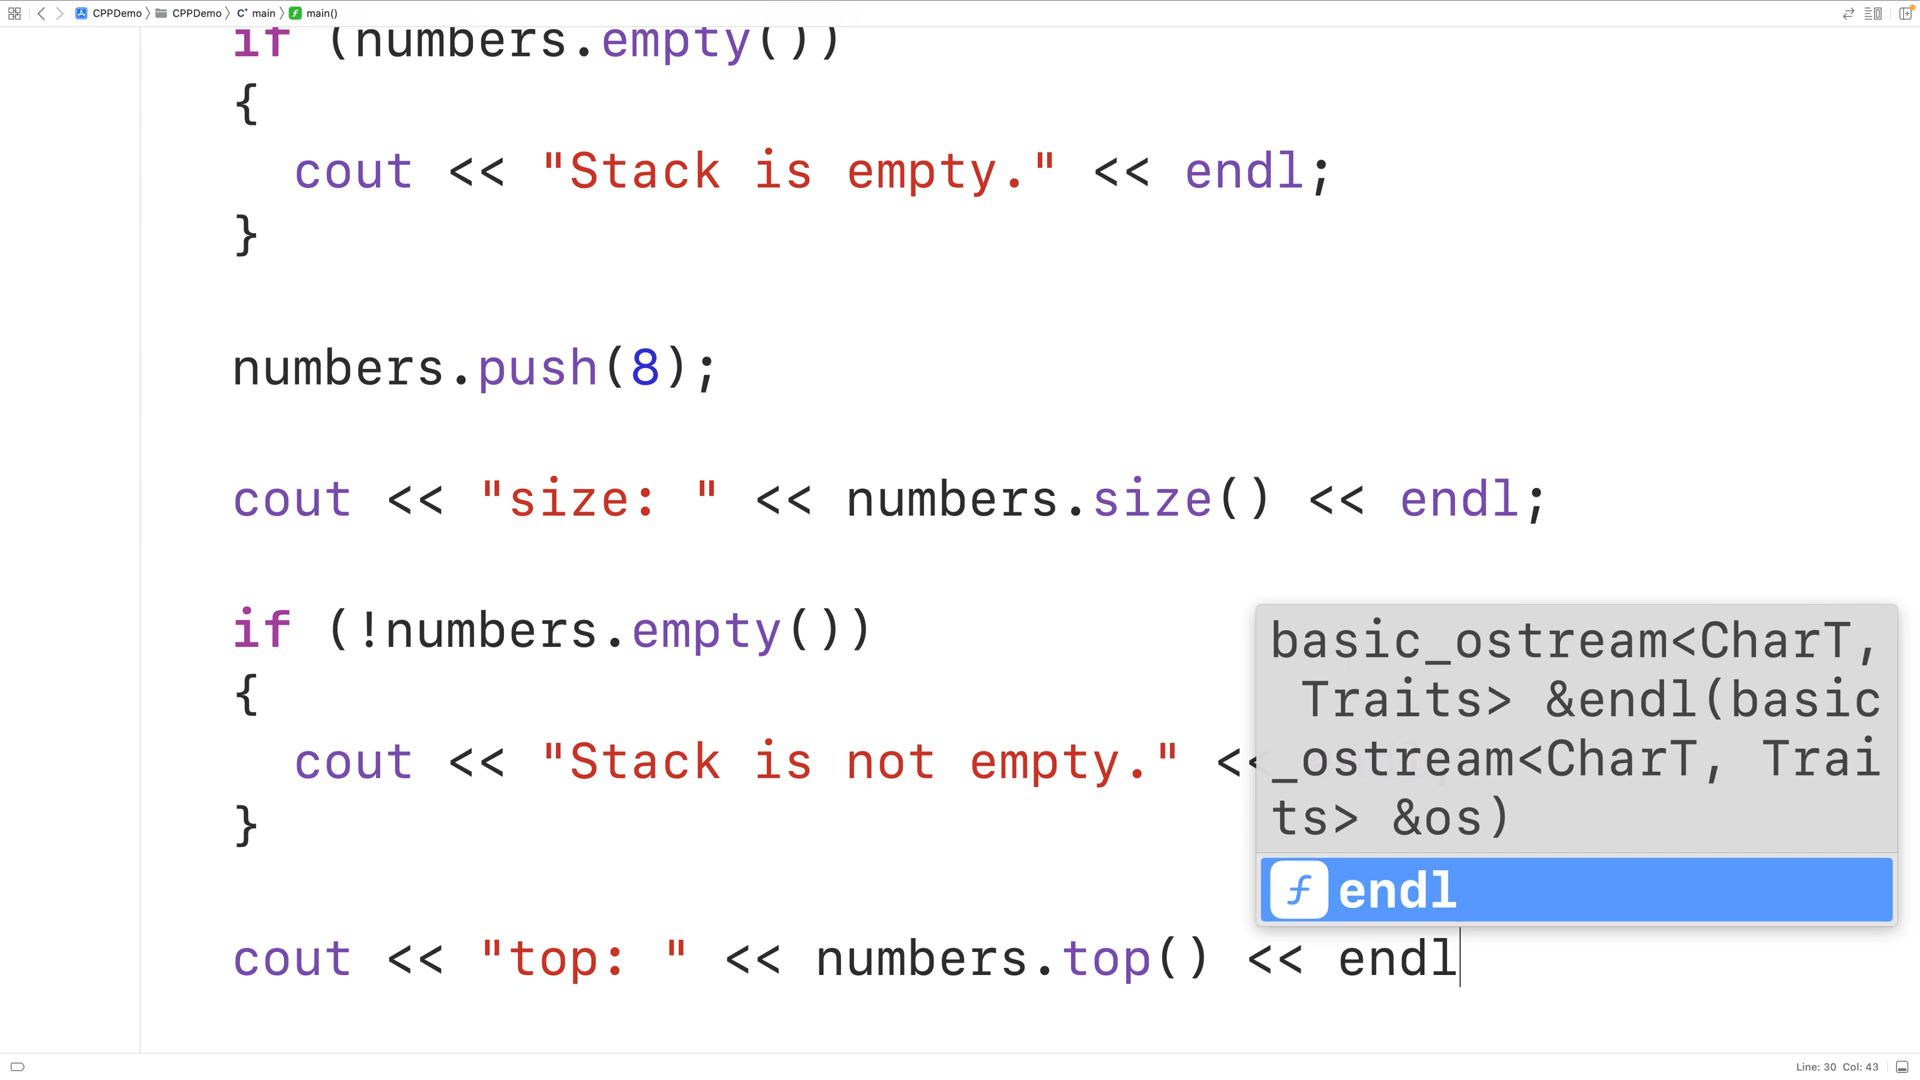 CPPDemo 〉 CPPDemo 〉 C+ main 〉 f main()
if (numbers.empty())
{
cout << "Stack is empty." << endl;
}
numbers.push(8);
cout << "size: " << numbers.size() << endl;
if (!numbers.empty())
{
cout << "Stack is not empty." <<
}
basic_ostream<CharT,
Traits> &endl(basic
_ostream<CharT, Trai
ts> &os)
f endl
cout << "top: " << numbers.top() << endl
Line: 30 Col: 43